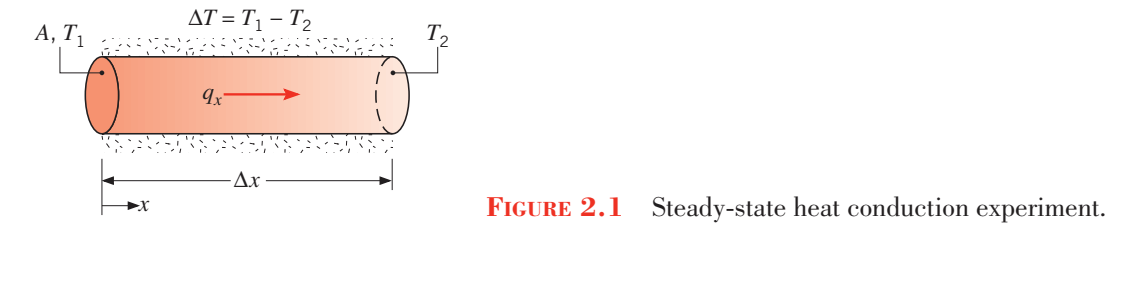 ΔT = T₁ − T₂
A, T₁
T₂
qₓ
Δx
x
FIGURE 2.1 Steady-state heat conduction experiment.